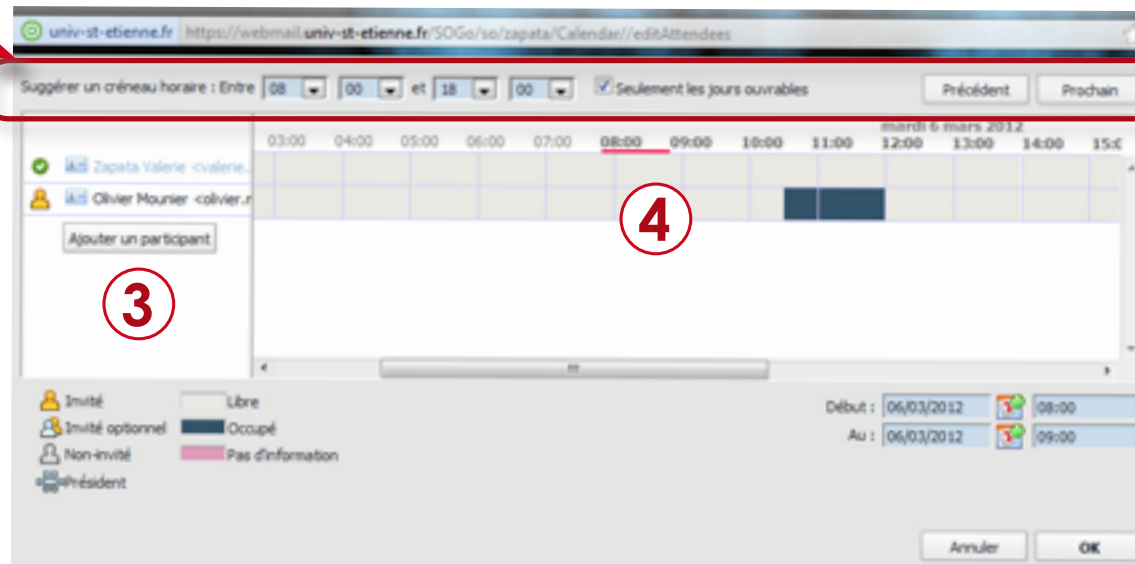 univ-st-etienne.fr https://webmail.univ-st-etienne.fr/SOGo/so/zapata/Calendar//editAttendees
Suggérer un créneau horaire : Entre 08 00 et 18 00 Seulement les jours ouvrables Précédent Prochain
mardi 6 mars 2012
03:00 04:00 05:00 06:00 07:00 08:00 09:00 10:00 11:00 12:00 13:00 14:00 15:0
Zapata Valerie <valerie.
Olivier Mounier <olivier.r
Ajouter un participant
4
3
Invité Libre
Début : 06/03/2012 08:00
Invité optionnel Occupé
Au : 06/03/2012 09:00
Non-invité Pas d'information
Président
Annuler OK